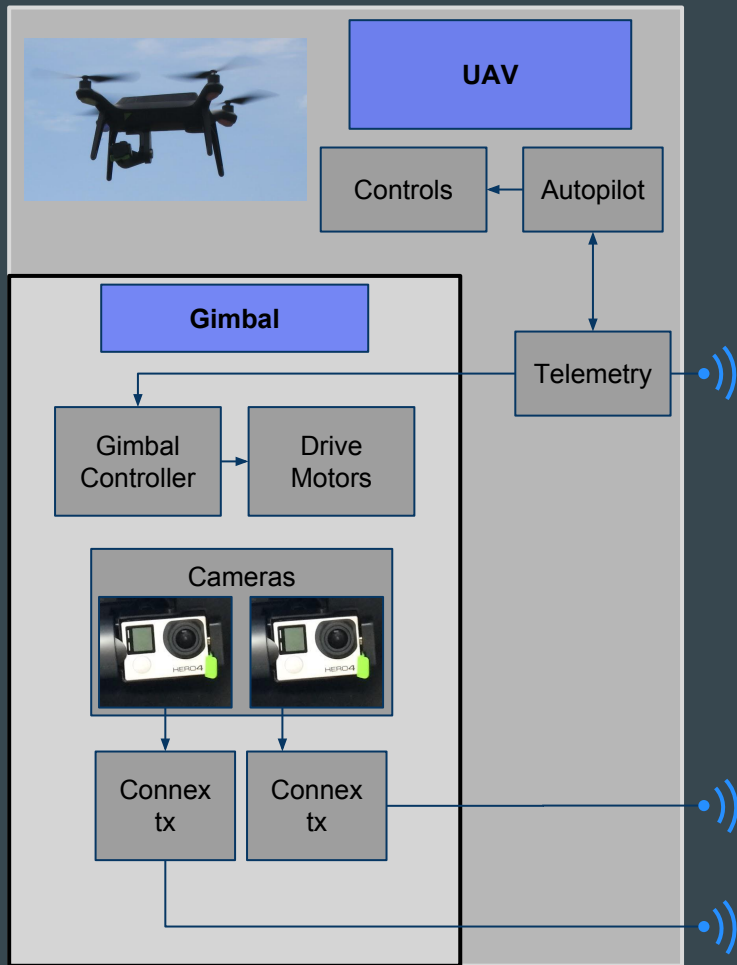 UAV
Controls
Autopilot
Gimbal
Telemetry
Gimbal
Controller
Drive
Motors
Cameras
HERO4
HERO4
Connex
tx
Connex
tx